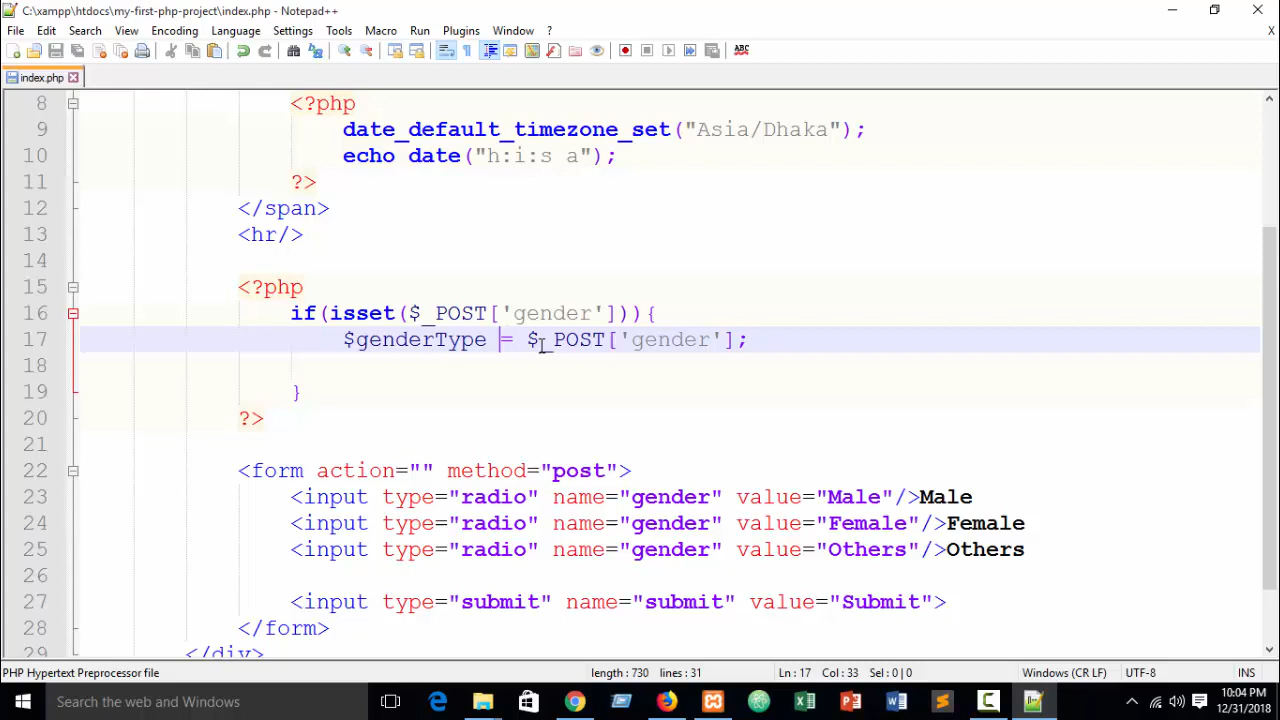 C:\xampp\htdocs\my-first-php-project\index.php - Notepad++
File Edit Search View Encoding Language Settings Tools Macro Run Plugins Window ?
X
ABC
index.php
8 <?php
9 date_default_timezone_set("Asia/Dhaka");
10 echo date("h:i:s a");
11 ?>
12 </span>
13 <hr/>
14
15 <?php
16 if(isset($_POST['gender'])){
17 $genderType = $_POST['gender'];
18
19 }
20 ?>
21
22 <form action="" method="post">
23 <input type="radio" name="gender" value="Male"/>Male
24 <input type="radio" name="gender" value="Female"/>Female
25 <input type="radio" name="gender" value="Others"/>Others
26
27 <input type="submit" name="submit" value="Submit">
28 </form>
29 </div>
PHP Hypertext Preprocessor file length : 730 lines : 31 Ln : 17 Col : 33 Sel : 0 | 0 Windows (CR LF) UTF-8 INS
Search the web and Windows
10:04 PM
12/31/2018